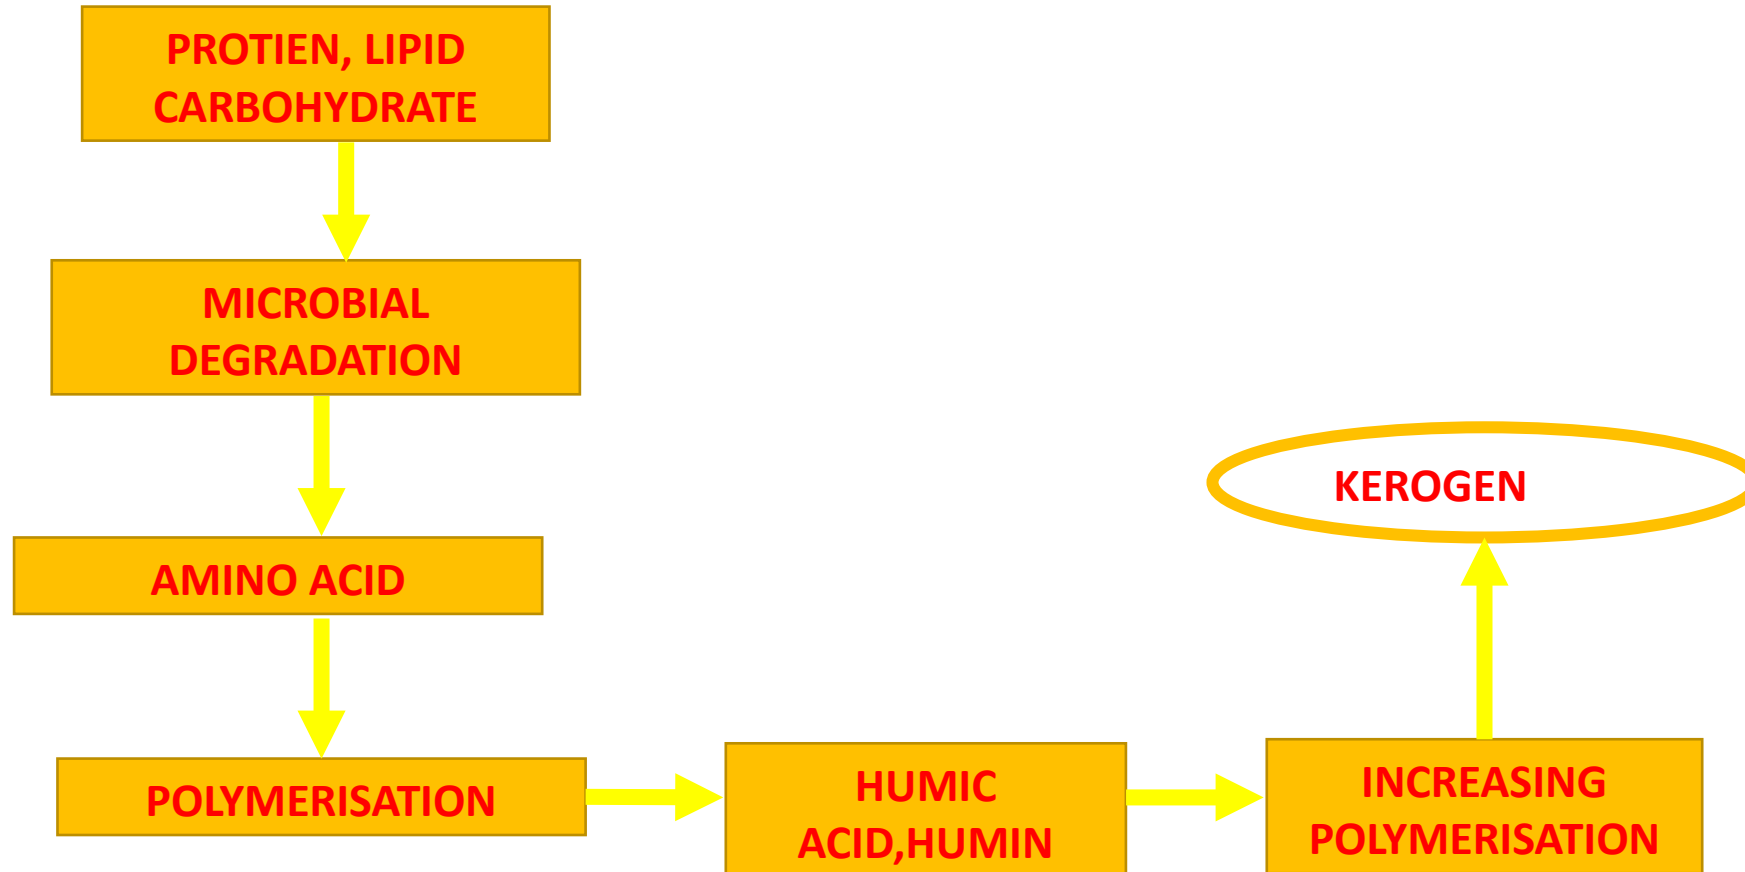 PROTIEN, LIPID
CARBOHYDRATE
MICROBIAL
DEGRADATION
AMINO ACID
POLYMERISATION
HUMIC
ACID,HUMIN
INCREASING
POLYMERISATION
KEROGEN